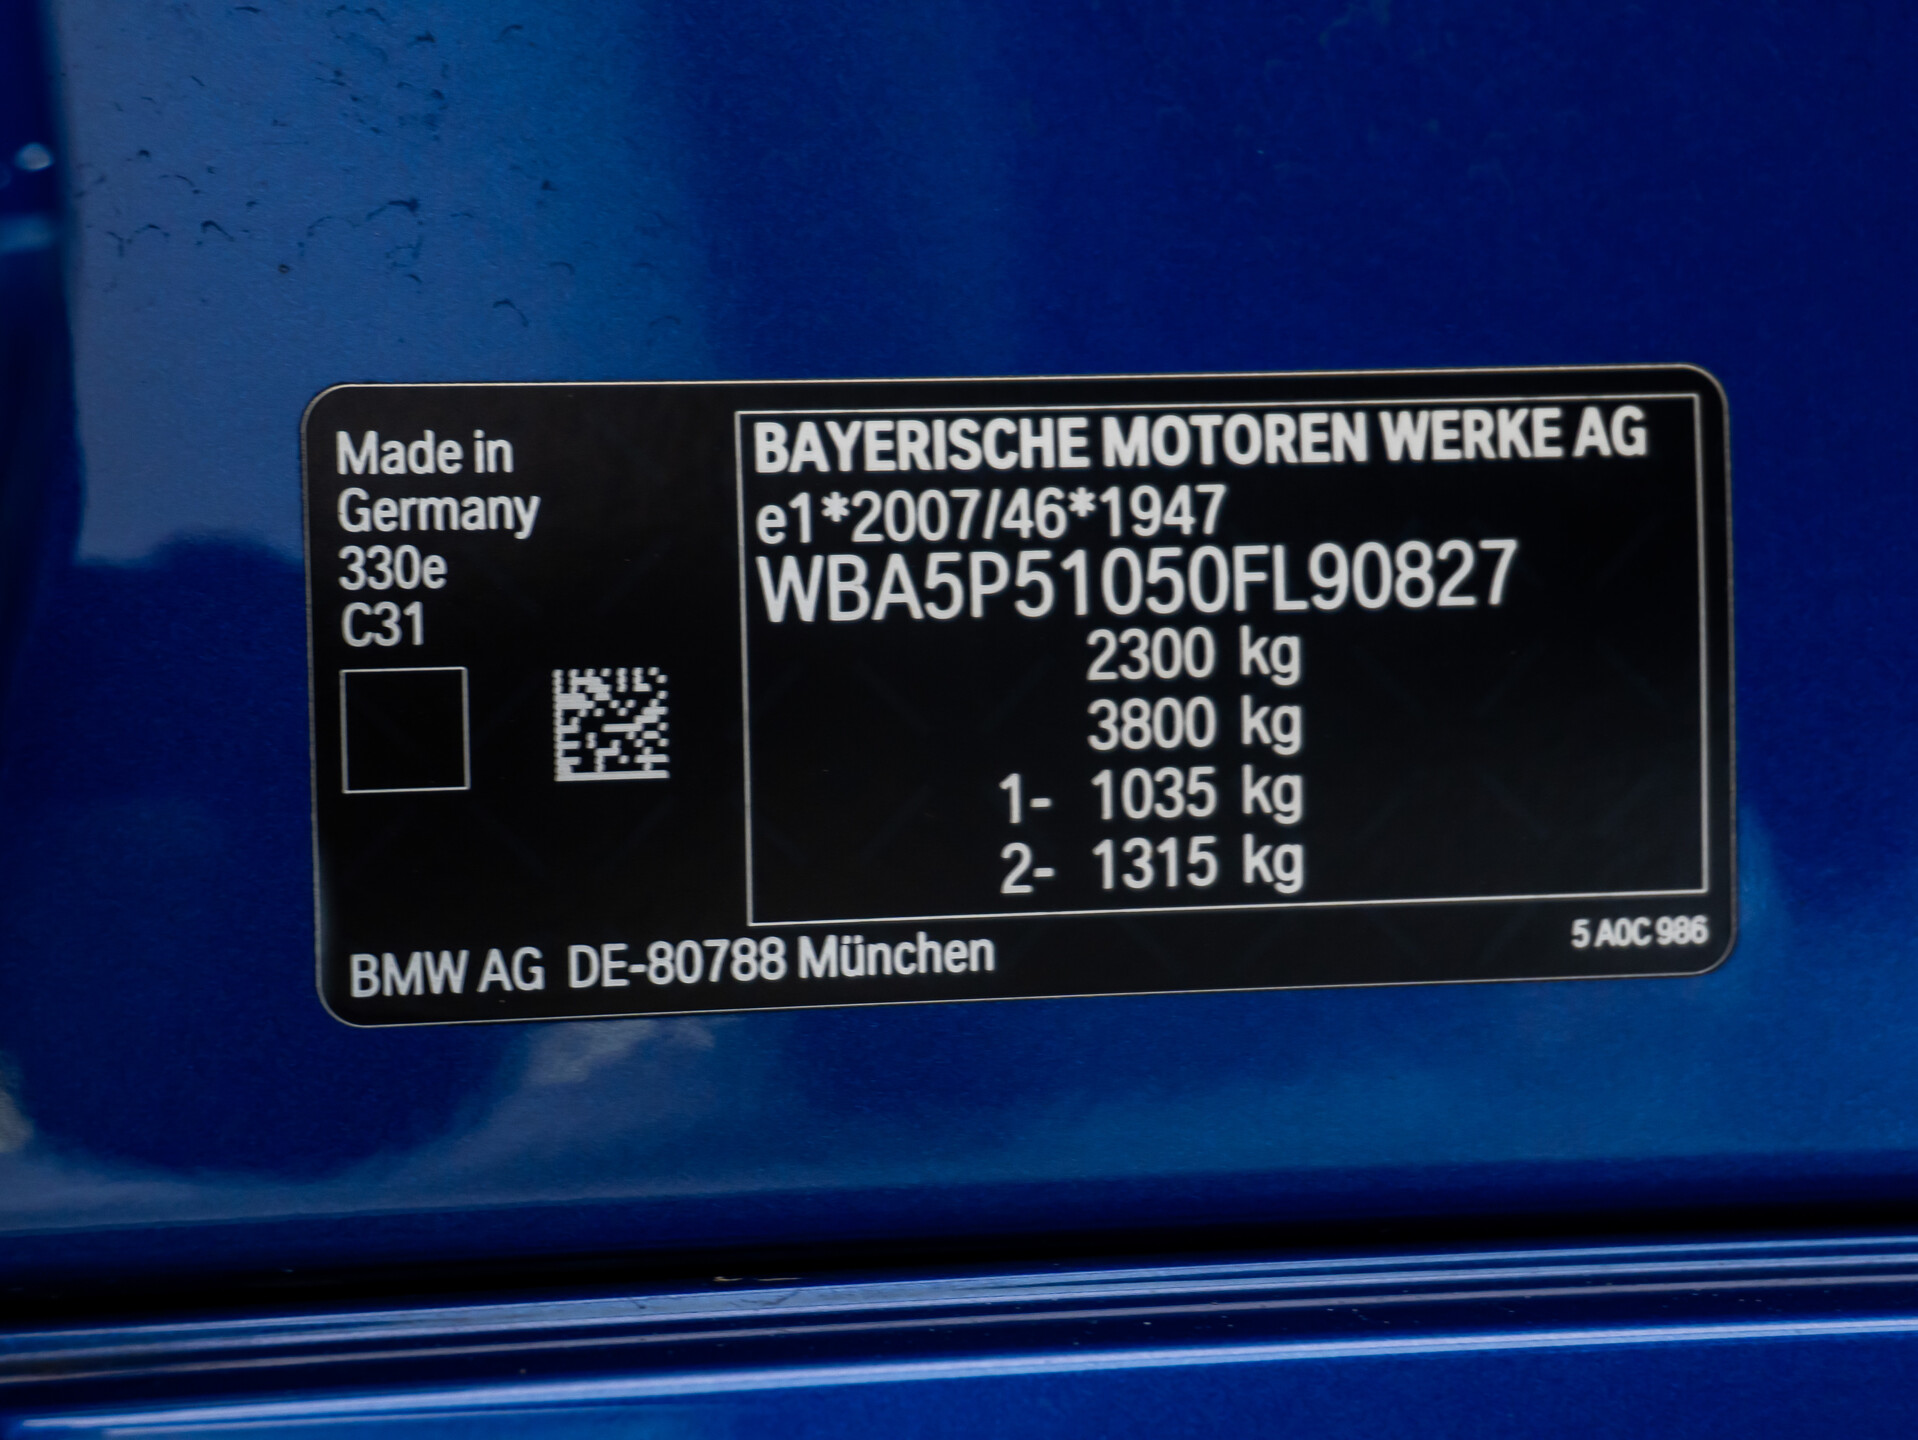 Made in
Germany
330e
C31
BAYERISCHE MOTOREN WERKE AG
e1*2007/46*1947
WBA5P51050FL90827
2300 kg
3800 kg
1- 1035 kg
2- 1315 kg
BMW AG DE-80788 München
5 A0C 986